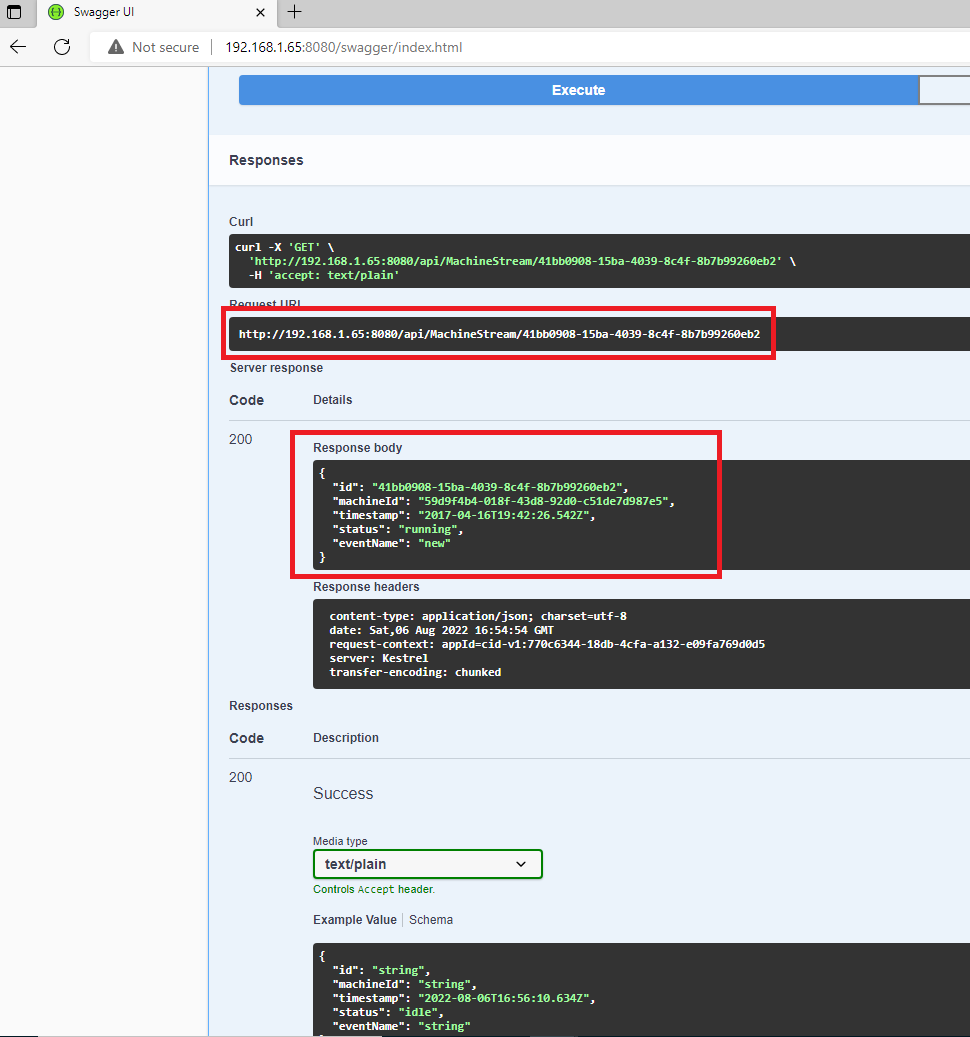 Swagger UI
Not secure
192.168.1.65:8080/swagger/index.html
Execute
Responses
Curl
curl -X 'GET' \
'http://192.168.1.65:8080/api/MachineStream/41bb0908-15ba-4039-8c4f-8b7b99260eb2' \
-H 'accept: text/plain'
Request URL
http://192.168.1.65:8080/api/MachineStream/41bb0908-15ba-4039-8c4f-8b7b99260eb2
Server response
Code Details
200
Response body
{
"id": "41bb0908-15ba-4039-8c4f-8b7b99260eb2",
"machineId": "59d9f4b4-018f-43d8-92d0-c51de7d987e5",
"timestamp": "2017-04-16T19:42:26.542Z",
"status": "running",
"eventName": "new"
}
Response headers
content-type: application/json; charset=utf-8
date: Sat,06 Aug 2022 16:54:54 GMT
request-context: appId=cid-v1:770c6344-18db-4cfa-a132-e09fa769d0d5
server: Kestrel
transfer-encoding: chunked
Responses
Code Description
200
Success
Media type
text/plain
Controls Accept header.
Example Value Schema
{
"id": "string",
"machineId": "string",
"timestamp": "2022-08-06T16:56:10.634Z",
"status": "idle",
"eventName": "string"